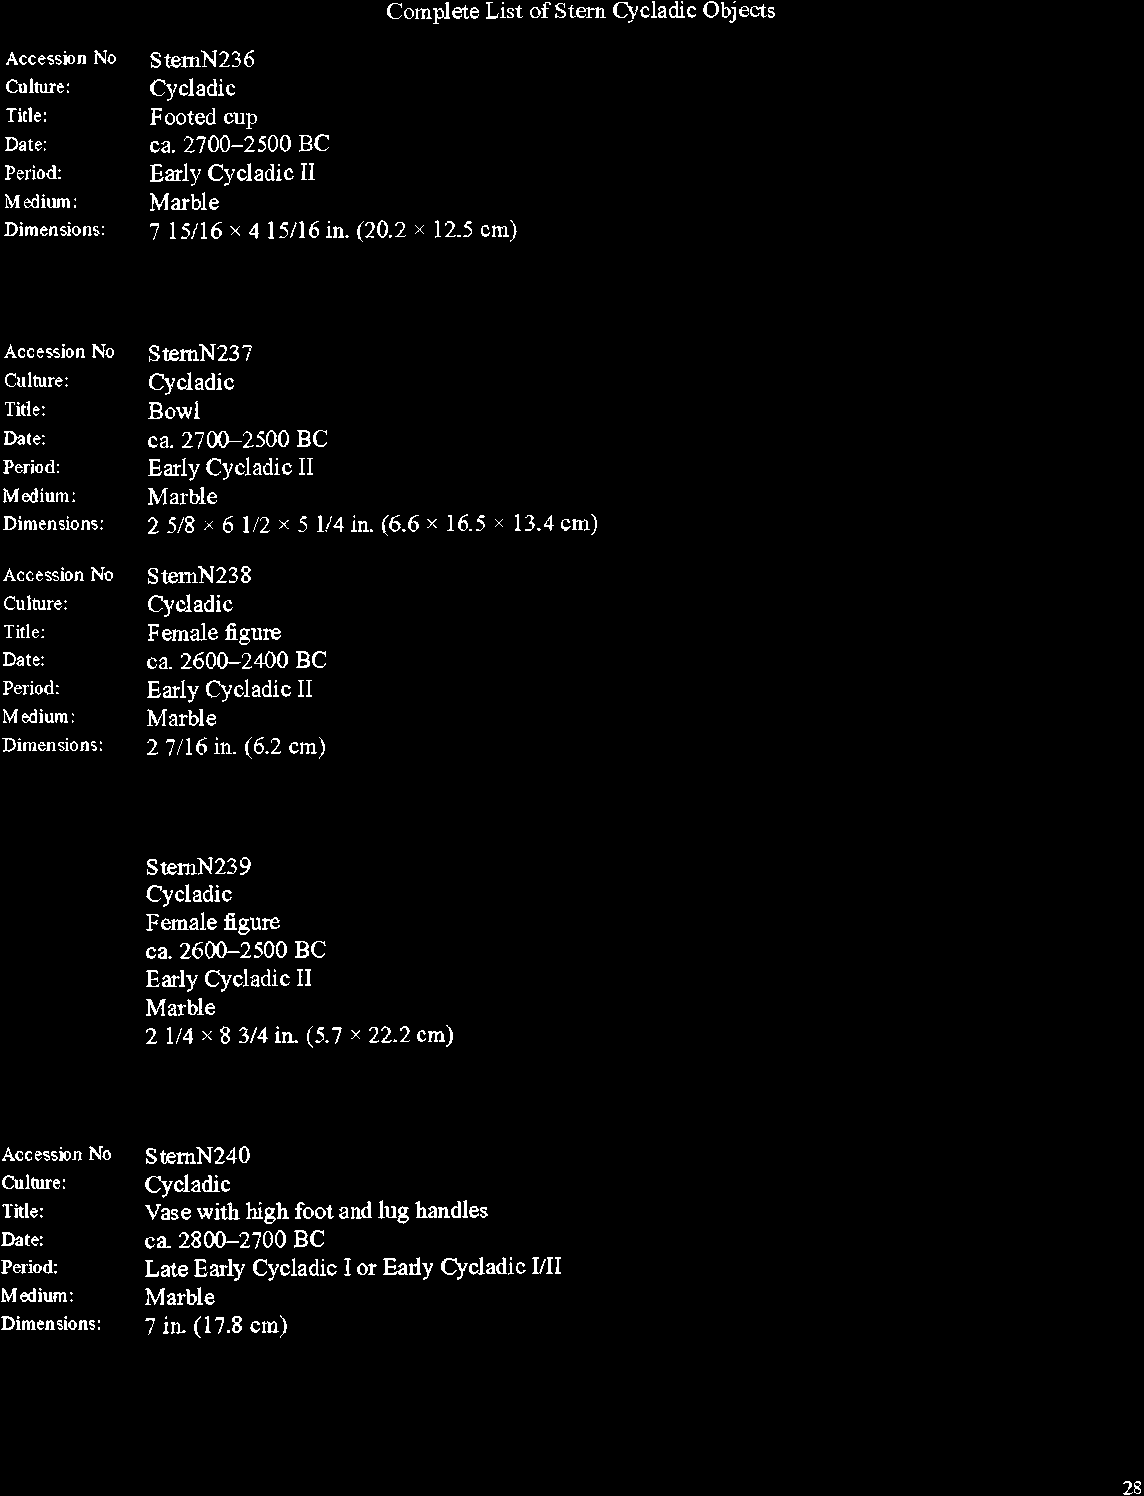 Complete List of Stern Cycladic Objects
Accession No SternN236
Culture: Cycladic
Title: Footed cup
Date: ca. 2700–2500 BC
Period: Early Cycladic II
Medium: Marble
Dimensions: 7 15/16 × 4 15/16 in. (20.2 × 12.5 cm)
Accession No SternN237
Culture: Cycladic
Title: Bowl
Date: ca. 2700–2500 BC
Period: Early Cycladic II
Medium: Marble
Dimensions: 2 5/8 × 6 1/2 × 5 1/4 in. (6.6 × 16.5 × 13.4 cm)
Accession No SternN238
Culture: Cycladic
Title: Female figure
Date: ca. 2600–2400 BC
Period: Early Cycladic II
Medium: Marble
Dimensions: 2 7/16 in. (6.2 cm)
SternN239
Cycladic
Female figure
ca. 2600–2500 BC
Early Cycladic II
Marble
2 1/4 × 8 3/4 in. (5.7 × 22.2 cm)
Accession No SternN240
Culture: Cycladic
Title: Vase with high foot and lug handles
Date: ca. 2800–2700 BC
Period: Late Early Cycladic I or Early Cycladic I/II
Medium: Marble
Dimensions: 7 in. (17.8 cm)
28